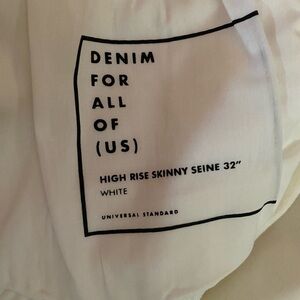 DENIM
FOR
ALL
OF
(US)
HIGH RISE SKINNY SEINE 32"
WHITE
UNIVERSAL STANDARD